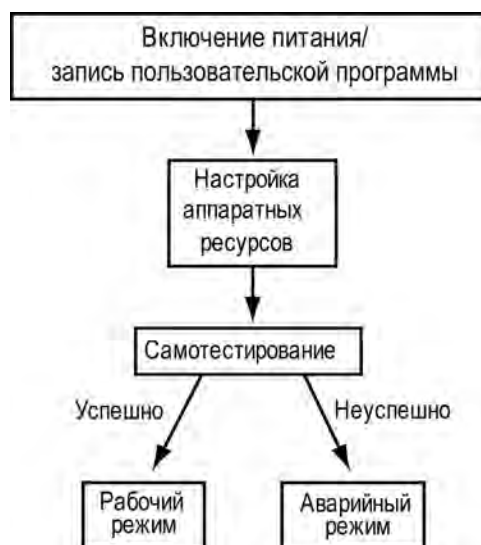 Включение питания/
запись пользовательской программы
Настройка
аппаратных
ресурсов
Самотестирование
Успешно
Неуспешно
Рабочий
режим
Аварийный
режим